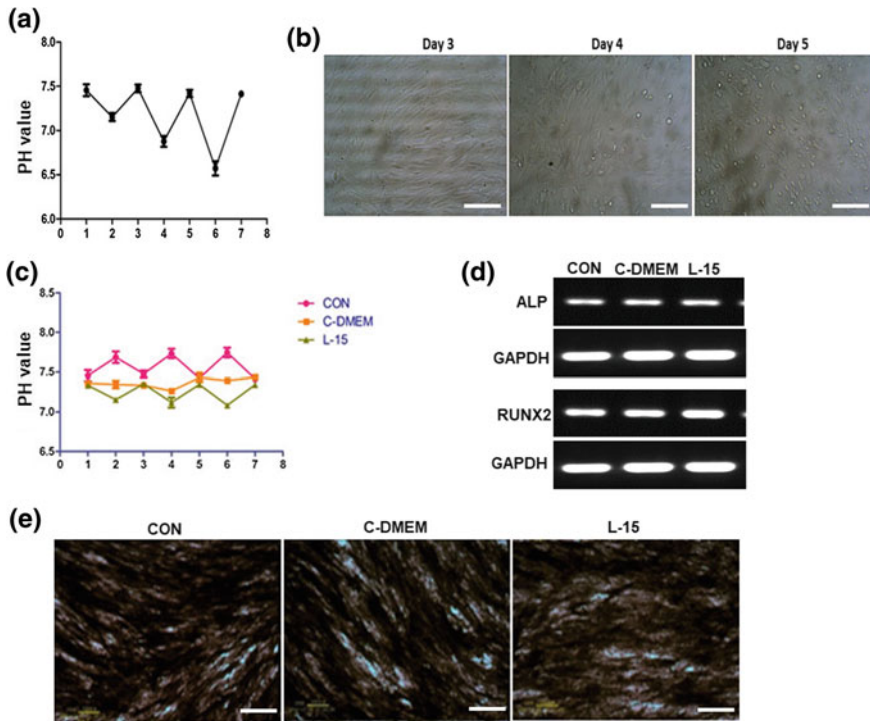 (a)
8.0
7.5
7.0
6.5
6.0
PH value
0 1 2 3 4 5 6 7 8
(b)
Day 3 Day 4 Day 5
(c)
8.5
8.0
7.5
7.0
6.5
PH value
0 1 2 3 4 5 6 7 8
CON
C-DMEM
L-15
(d)
CON C-DMEM L-15
ALP
GAPDH
RUNX2
GAPDH
(e)
CON C-DMEM L-15